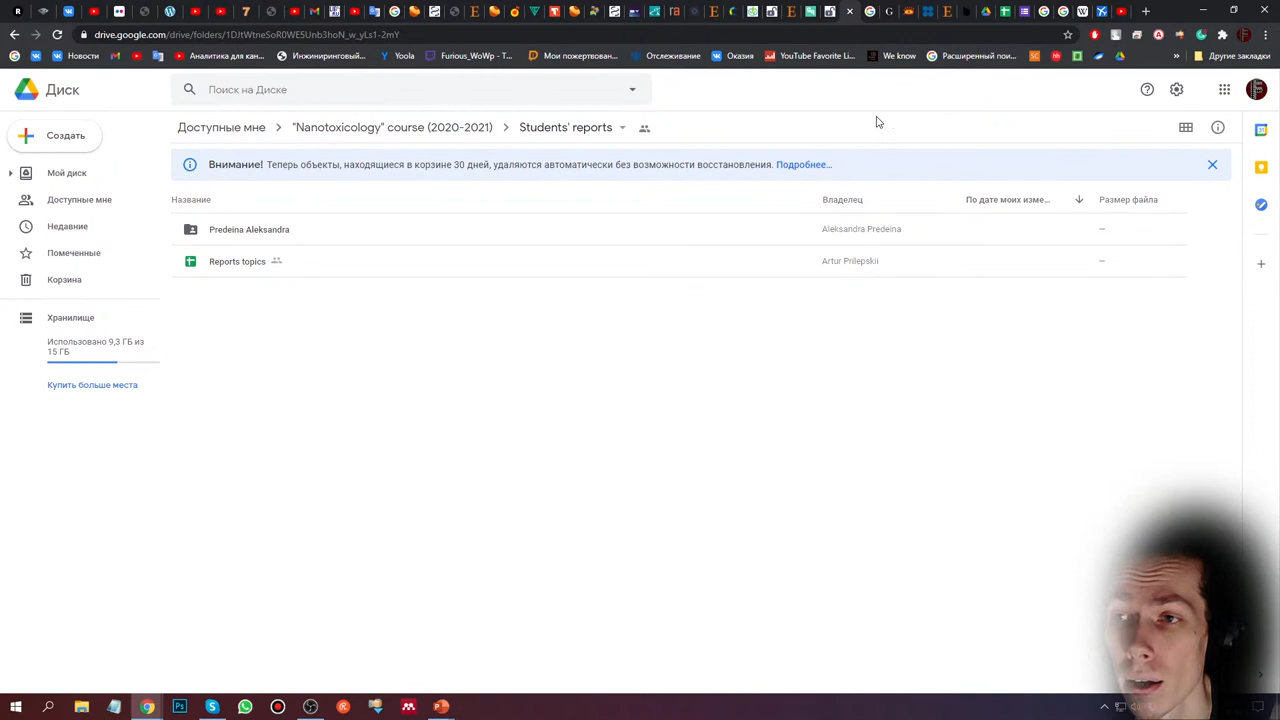 drive.google.com/drive/folders/1DJtWtneSoR0WE5Unb3hoN_w_yLs1-2mY
Новости
Аналитика для кан...
Инжиниринговый...
Furious_WoWp - T...
Yoola
Мои пожертвован...
Оказия
YouTube Favorite Li...
We know
Расширенный пои...
»
Другие закладки
Диск
Поиск на Диске
Создать
Доступные мне
"Nanotoxicology" course (2020-2021)
Students' reports
Внимание! Теперь объекты, находящиеся в корзине 30 дней, удаляются автоматически без возможности восстановления. Подробнее...
Мой диск
Доступные мне
Недавние
Помеченные
Корзина
Хранилище
Использовано 9,3 ГБ из
15 ГБ
Купить больше места
Название
Владелец
По дате моих изме...
Размер файла
Predeina Aleksandra
Aleksandra Predeina
—
Reports topics
Artur Prilepskii
—